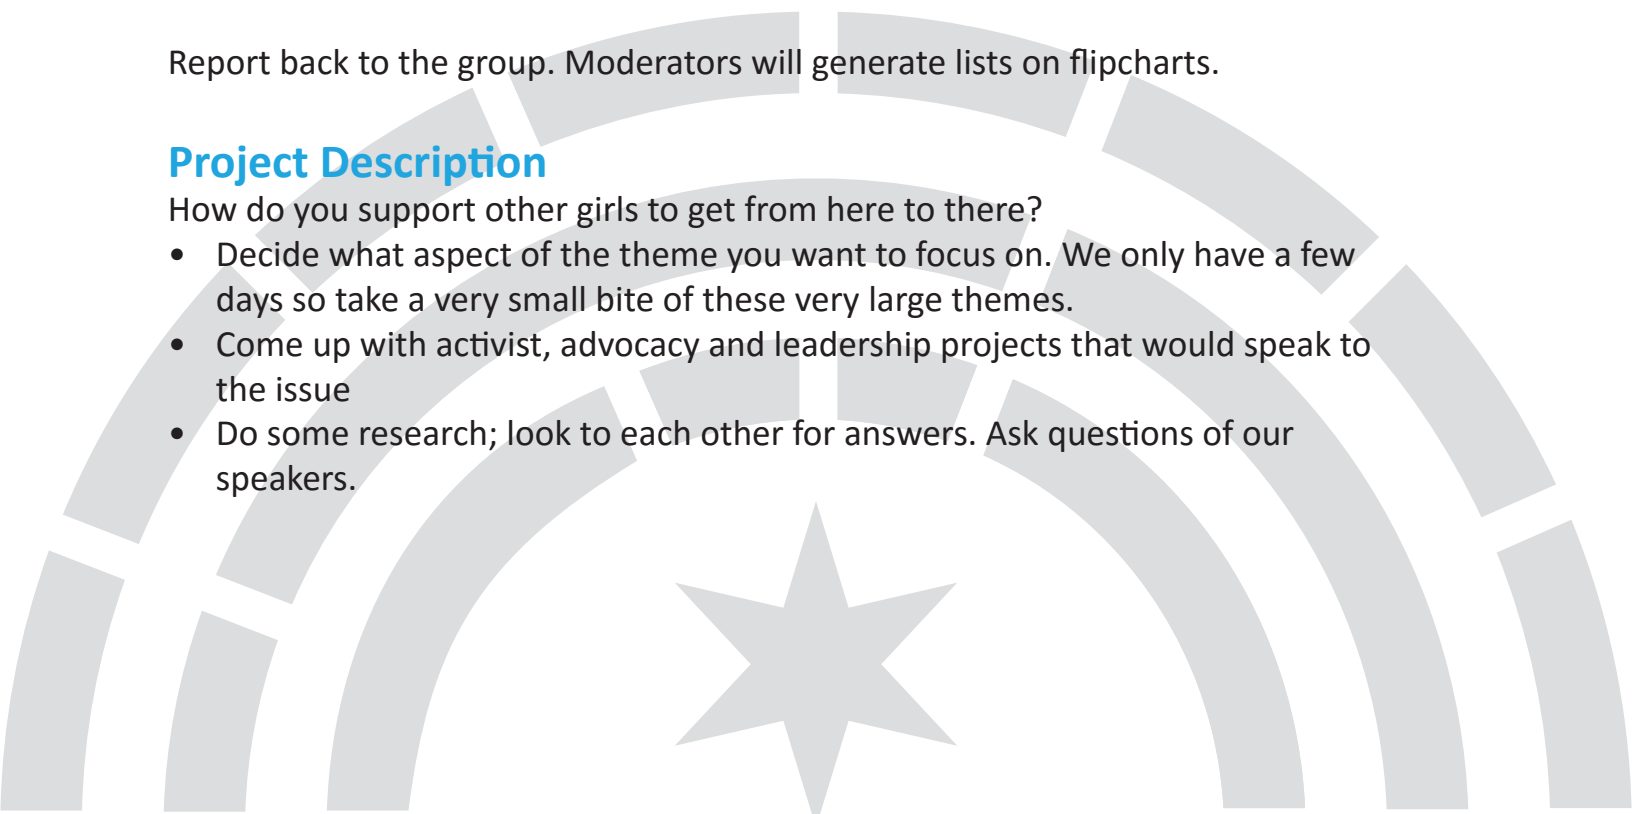 Report back to the group. Moderators will generate lists on flipcharts.
Project Description
How do you support other girls to get from here to there?
• Decide what aspect of the theme you want to focus on. We only have a few
days so take a very small bite of these very large themes.
• Come up with activist, advocacy and leadership projects that would speak to
the issue
• Do some research; look to each other for answers. Ask questions of our
speakers.